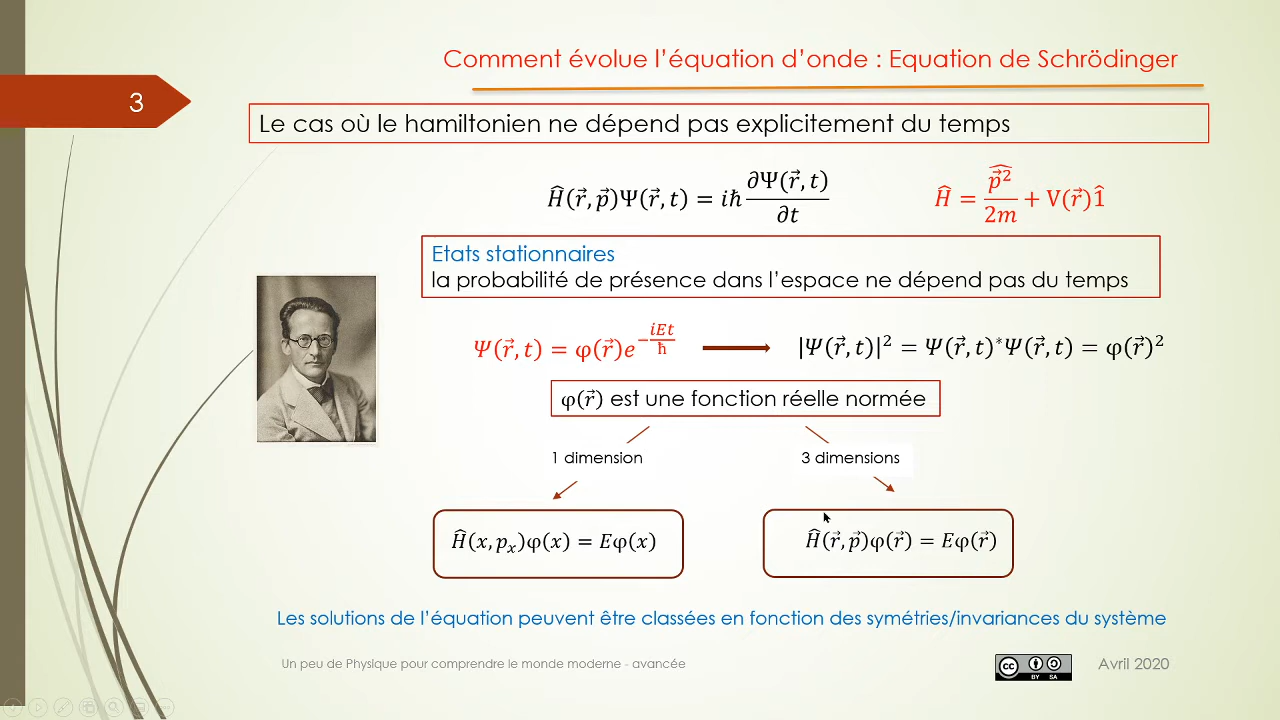 Comment évolue l’équation d’onde : Equation de Schrödinger
3
Le cas où le hamiltonien ne dépend pas explicitement du temps
Ĥ(r⃗, p⃗)Ψ(r⃗, t) = iħ ∂Ψ(r⃗, t)/∂t
Ĥ = p⃗²̂/2m + V(r⃗)1̂
Etats stationnaires
la probabilité de présence dans l’espace ne dépend pas du temps
Ψ(r⃗, t) = φ(r⃗)e^(−iEt/ħ)
|Ψ(r⃗, t)|² = Ψ(r⃗, t)*Ψ(r⃗, t) = φ(r⃗)²
φ(r⃗) est une fonction réelle normée
1 dimension
3 dimensions
Ĥ(x, pₓ)φ(x) = Eφ(x)
Ĥ(r⃗, p⃗)φ(r⃗) = Eφ(r⃗)
Les solutions de l’équation peuvent être classées en fonction des symétries/invariances du système
Un peu de Physique pour comprendre le monde moderne - avancée
cc BY SA
Avril 2020